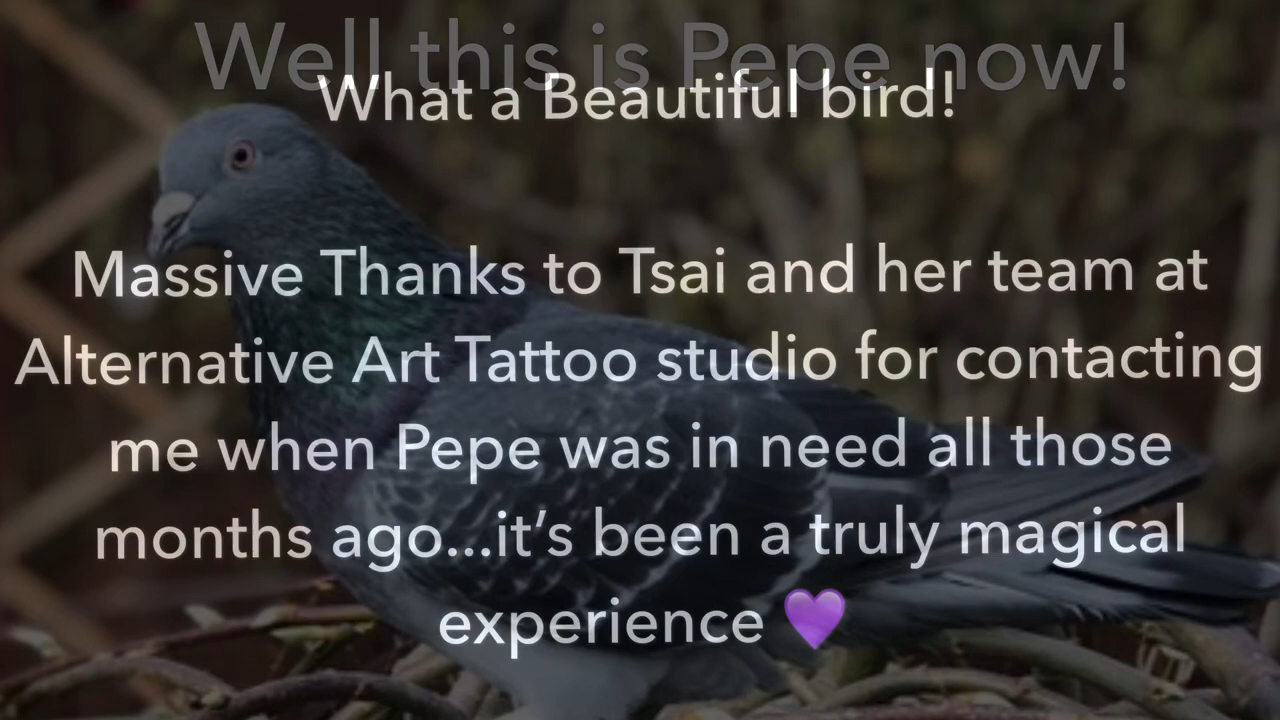 Well this is Pepe now!
What a Beautiful bird!
Massive Thanks to Tsai and her team at
Alternative Art Tattoo studio for contacting
me when Pepe was in need all those
months ago...it’s been a truly magical
experience 💜